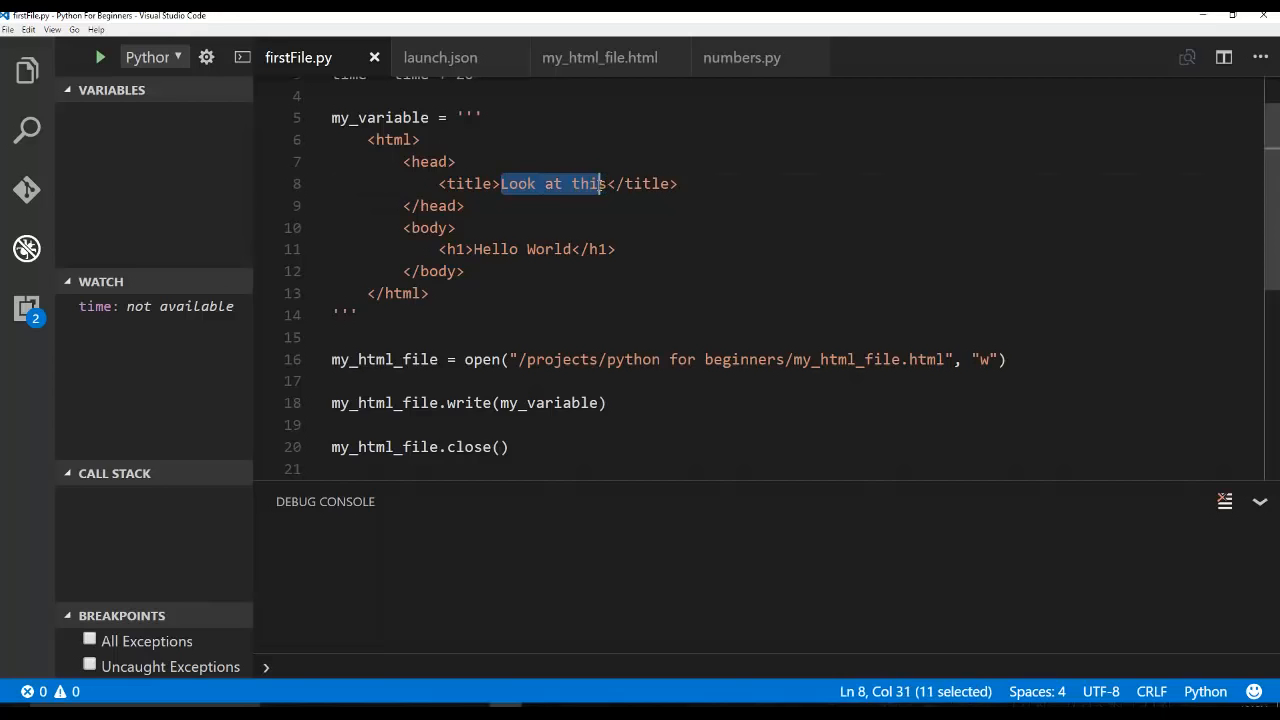 firstFile.py - Python For Beginners - Visual Studio Code
File Edit View Go Help
Python firstFile.py launch.json my_html_file.html numbers.py
VARIABLES
WATCH
time: not available
CALL STACK
BREAKPOINTS
All Exceptions
Uncaught Exceptions
2
4
5 my_variable = '''
6 <html>
7 <head>
8 <title>Look at this</title>
9 </head>
10 <body>
11 <h1>Hello World</h1>
12 </body>
13 </html>
14 '''
15
16 my_html_file = open("/projects/python for beginners/my_html_file.html", "w")
17
18 my_html_file.write(my_variable)
19
20 my_html_file.close()
21
DEBUG CONSOLE
0 0 Ln 8, Col 31 (11 selected) Spaces: 4 UTF-8 CRLF Python